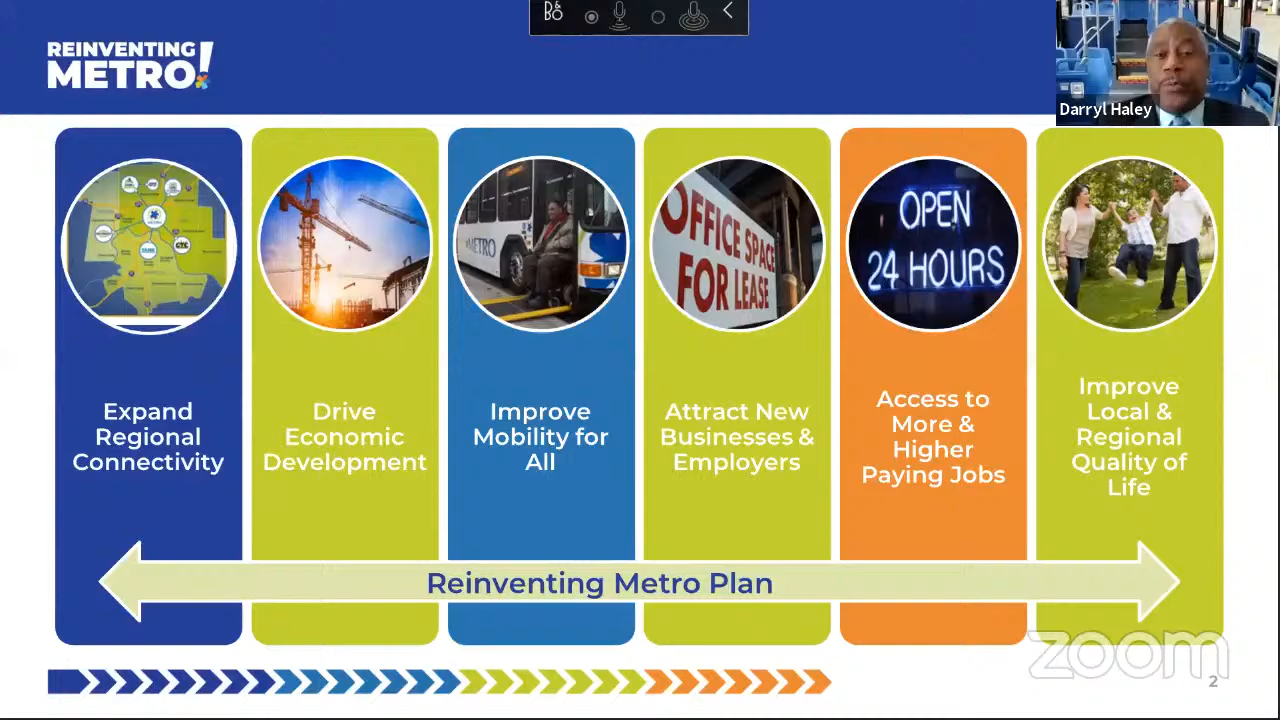 REINVENTING
METRO!
Darryl Haley
METRO
OFFICE SPACE
FOR LEASE
OPEN
24 HOURS
Expand
Regional
Connectivity
Drive
Economic
Development
Improve
Mobility for
All
Attract New
Businesses &
Employers
Access to
More &
Higher
Paying Jobs
Improve
Local &
Regional
Quality of
Life
Reinventing Metro Plan
zoom
2